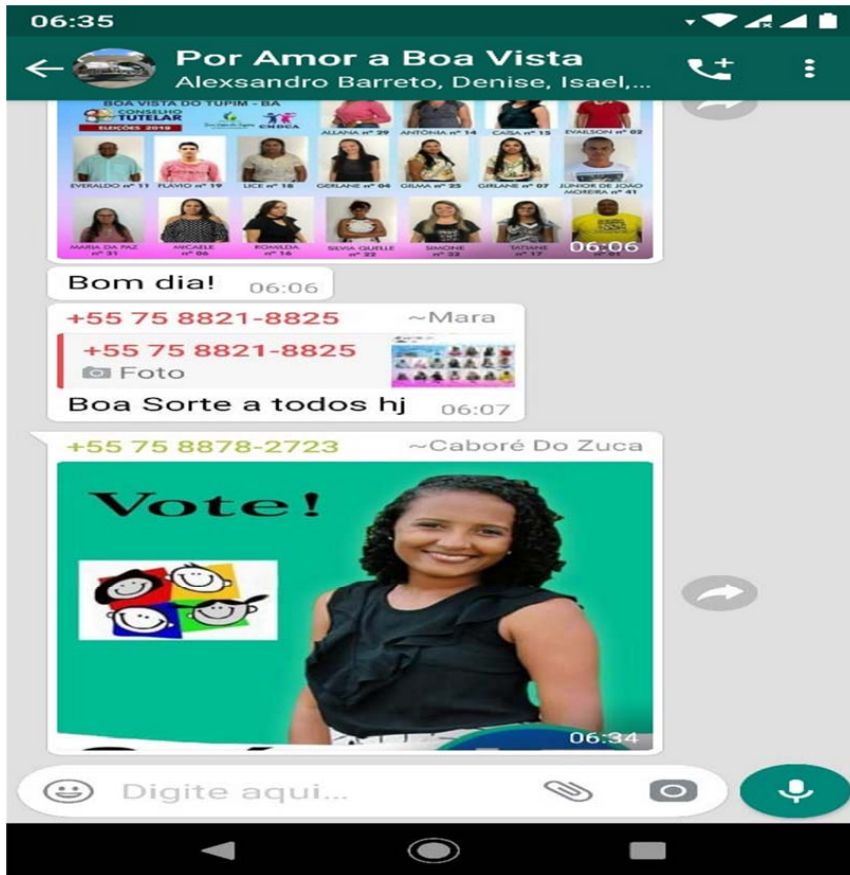 06:35
Por Amor a Boa Vista
Alexsandro Barreto, Denise, Isael,...
BOA VISTA DO TUPIM - BA
CONSELHO
TUTELAR
ELEIÇÕES 2019
CMDCA
ALLANA nº 29 ANTÔNIA nº 14 CAÍSA nº 15 EVAILSON nº 02
EVERALDO nº 11 FLÁVIO nº 19 LICE nº 18 GERLANE nº 04 GILMA nº 25 GIRLANE nº 07 JÚNIOR DE JOÃO
MOREIRA nº 41
MARIA DA PAZ
nº 31
MICAELE
nº 06
ROMILDA
nº 16
SILVIA QUELLE
nº 22
SIMONE
nº 32
TATIANE
nº 17
nº 01
06:06
Bom dia! 06:06
+55 75 8821-8825 ~Mara
+55 75 8821-8825
Foto
Boa Sorte a todos hj 06:07
+55 75 8878-2723 ~Caboré Do Zuca
Vote!
06:34
Digite aqui...